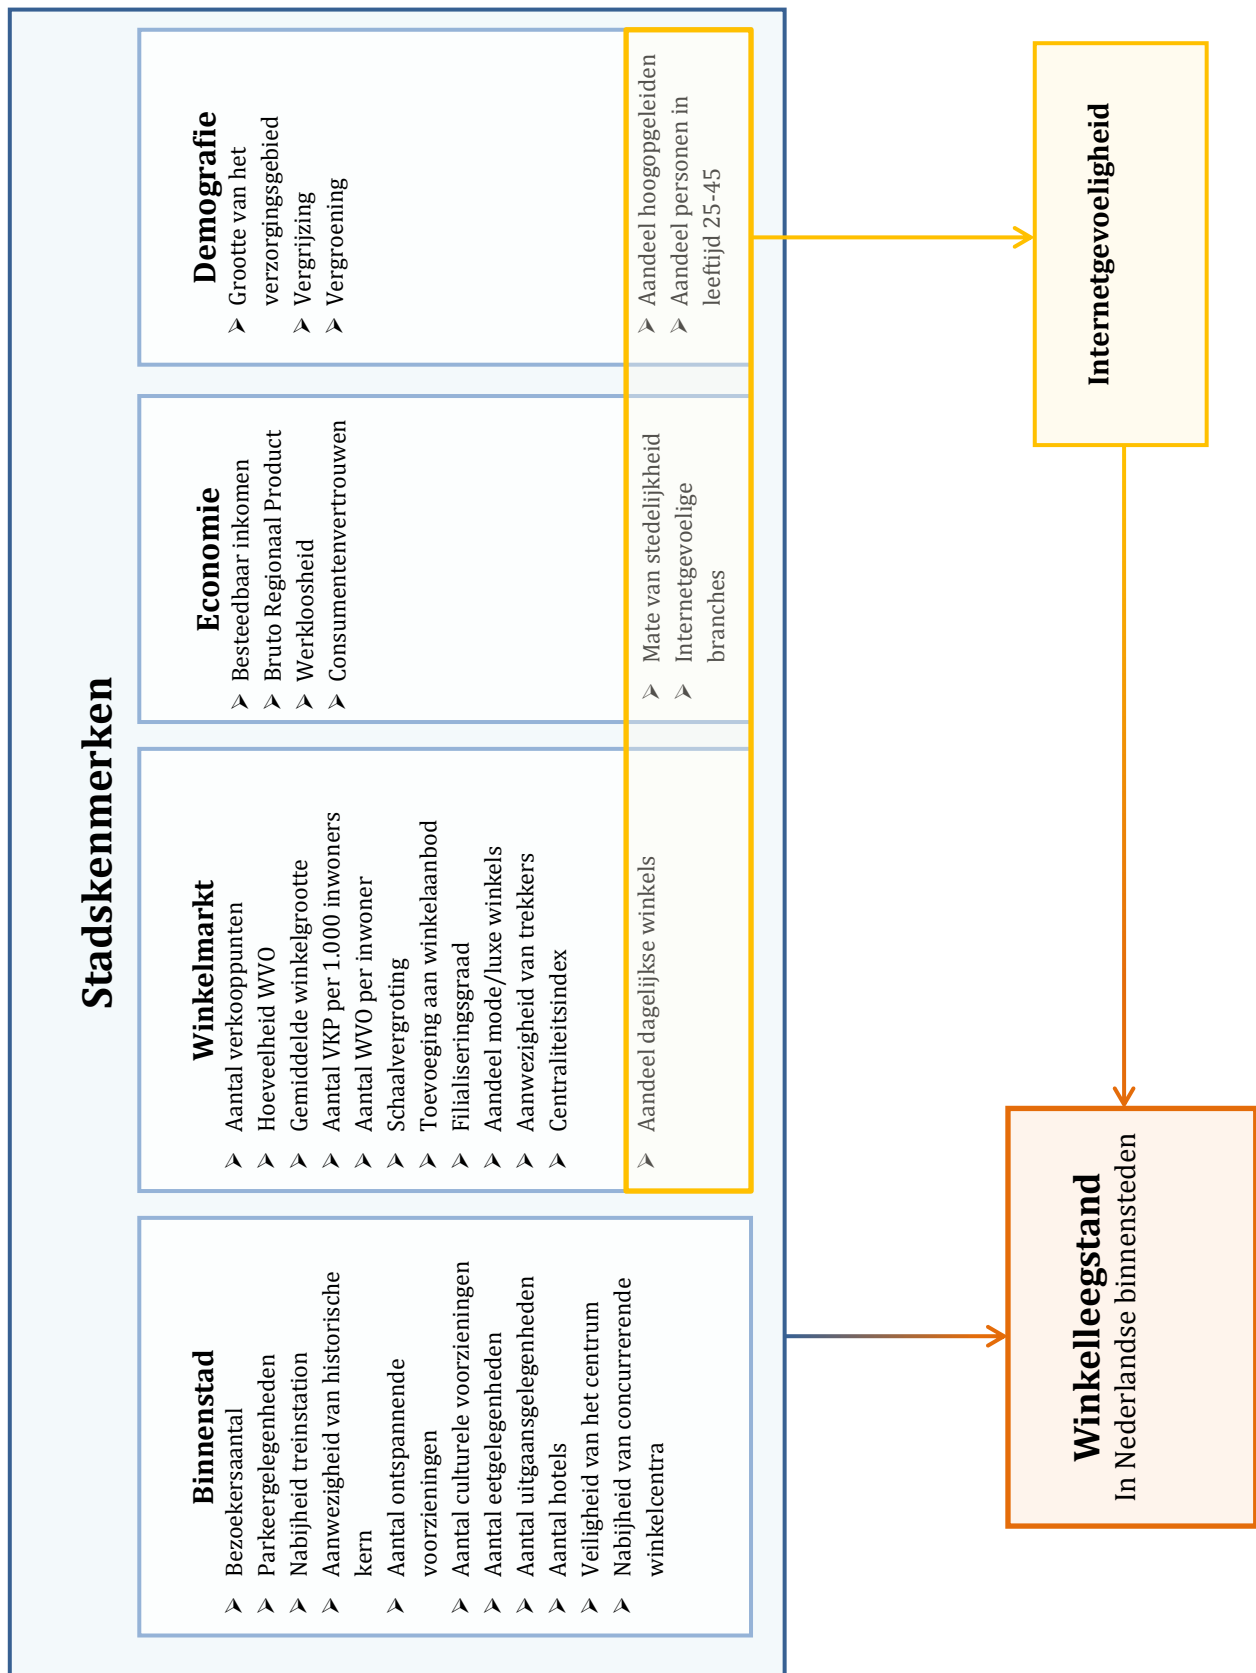 Stadskenmerken
Binnenstad
Bezoekersaantal
Parkeergelegenheden
Nabijheid treinstation
Aanwezigheid van historische
kern
Aantal ontspannende
voorzieningen
Aantal culturele voorzieningen
Aantal eetgelegenheden
Aantal uitgaansgelegenheden
Aantal hotels
Veiligheid van het centrum
Nabijheid van concurrerende
winkelcentra
Winkelmarkt
Aantal verkooppunten
Hoeveelheid WVO
Gemiddelde winkelgrootte
Aantal VKP per 1.000 inwoners
Aantal WVO per inwoner
Schaalvergroting
Toevoeging aan winkelaanbod
Filialiseringsgraad
Aandeel mode/luxe winkels
Aanwezigheid van trekkers
Centraliteitsindex
Aandeel dagelijkse winkels
Economie
Besteedbaar inkomen
Bruto Regionaal Product
Werkloosheid
Consumentenvertrouwen
Mate van stedelijkheid
Internetgevoelige
branches
Demografie
Grootte van het
verzorgingsgebied
Vergrijzing
Vergroening
Aandeel hoogopgeleiden
Aandeel personen in
leeftijd 25-45
Winkelleegstand
In Nederlandse binnensteden
Internetgevoeligheid